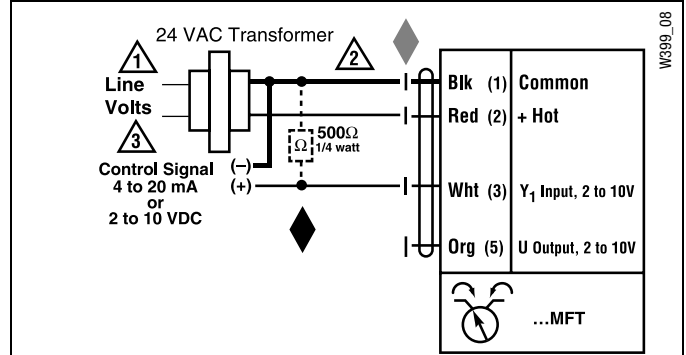 24 VAC Transformer
1
Line
Volts
3
Control Signal
4 to 20 mA
or
2 to 10 VDC
(–)
(+)
2
Ω
500Ω
1/4 watt
Blk (1) Common
Red (2) + Hot
Wht (3) Y₁ Input, 2 to 10V
Org (5) U Output, 2 to 10V
...MFT
W399_08